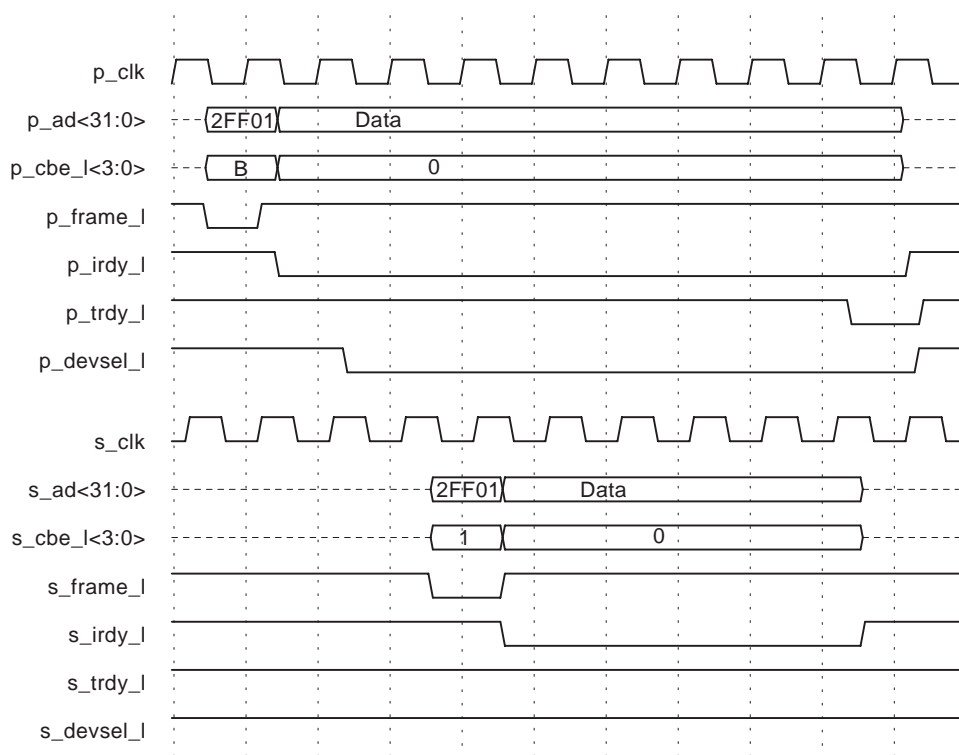 p_clk
p_ad<31:0> 2FF01 Data
p_cbe_l<3:0> B 0
p_frame_l
p_irdy_l
p_trdy_l
p_devsel_l
s_clk
s_ad<31:0> 2FF01 Data
s_cbe_l<3:0> 1 0
s_frame_l
s_irdy_l
s_trdy_l
s_devsel_l